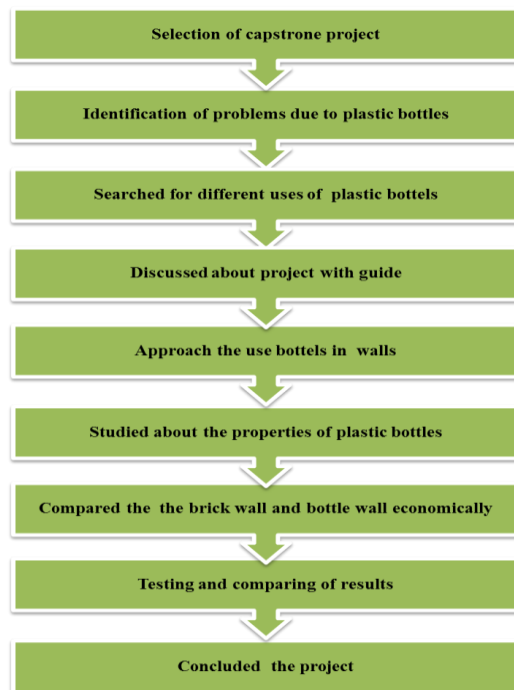 Selection of capstrone project
Identification of problems due to plastic bottles
Searched for different uses of plastic bottels
Discussed about project with guide
Approach the use bottels in walls
Studied about the properties of plastic bottles
Compared the the brick wall and bottle wall economically
Testing and comparing of results
Concluded the project